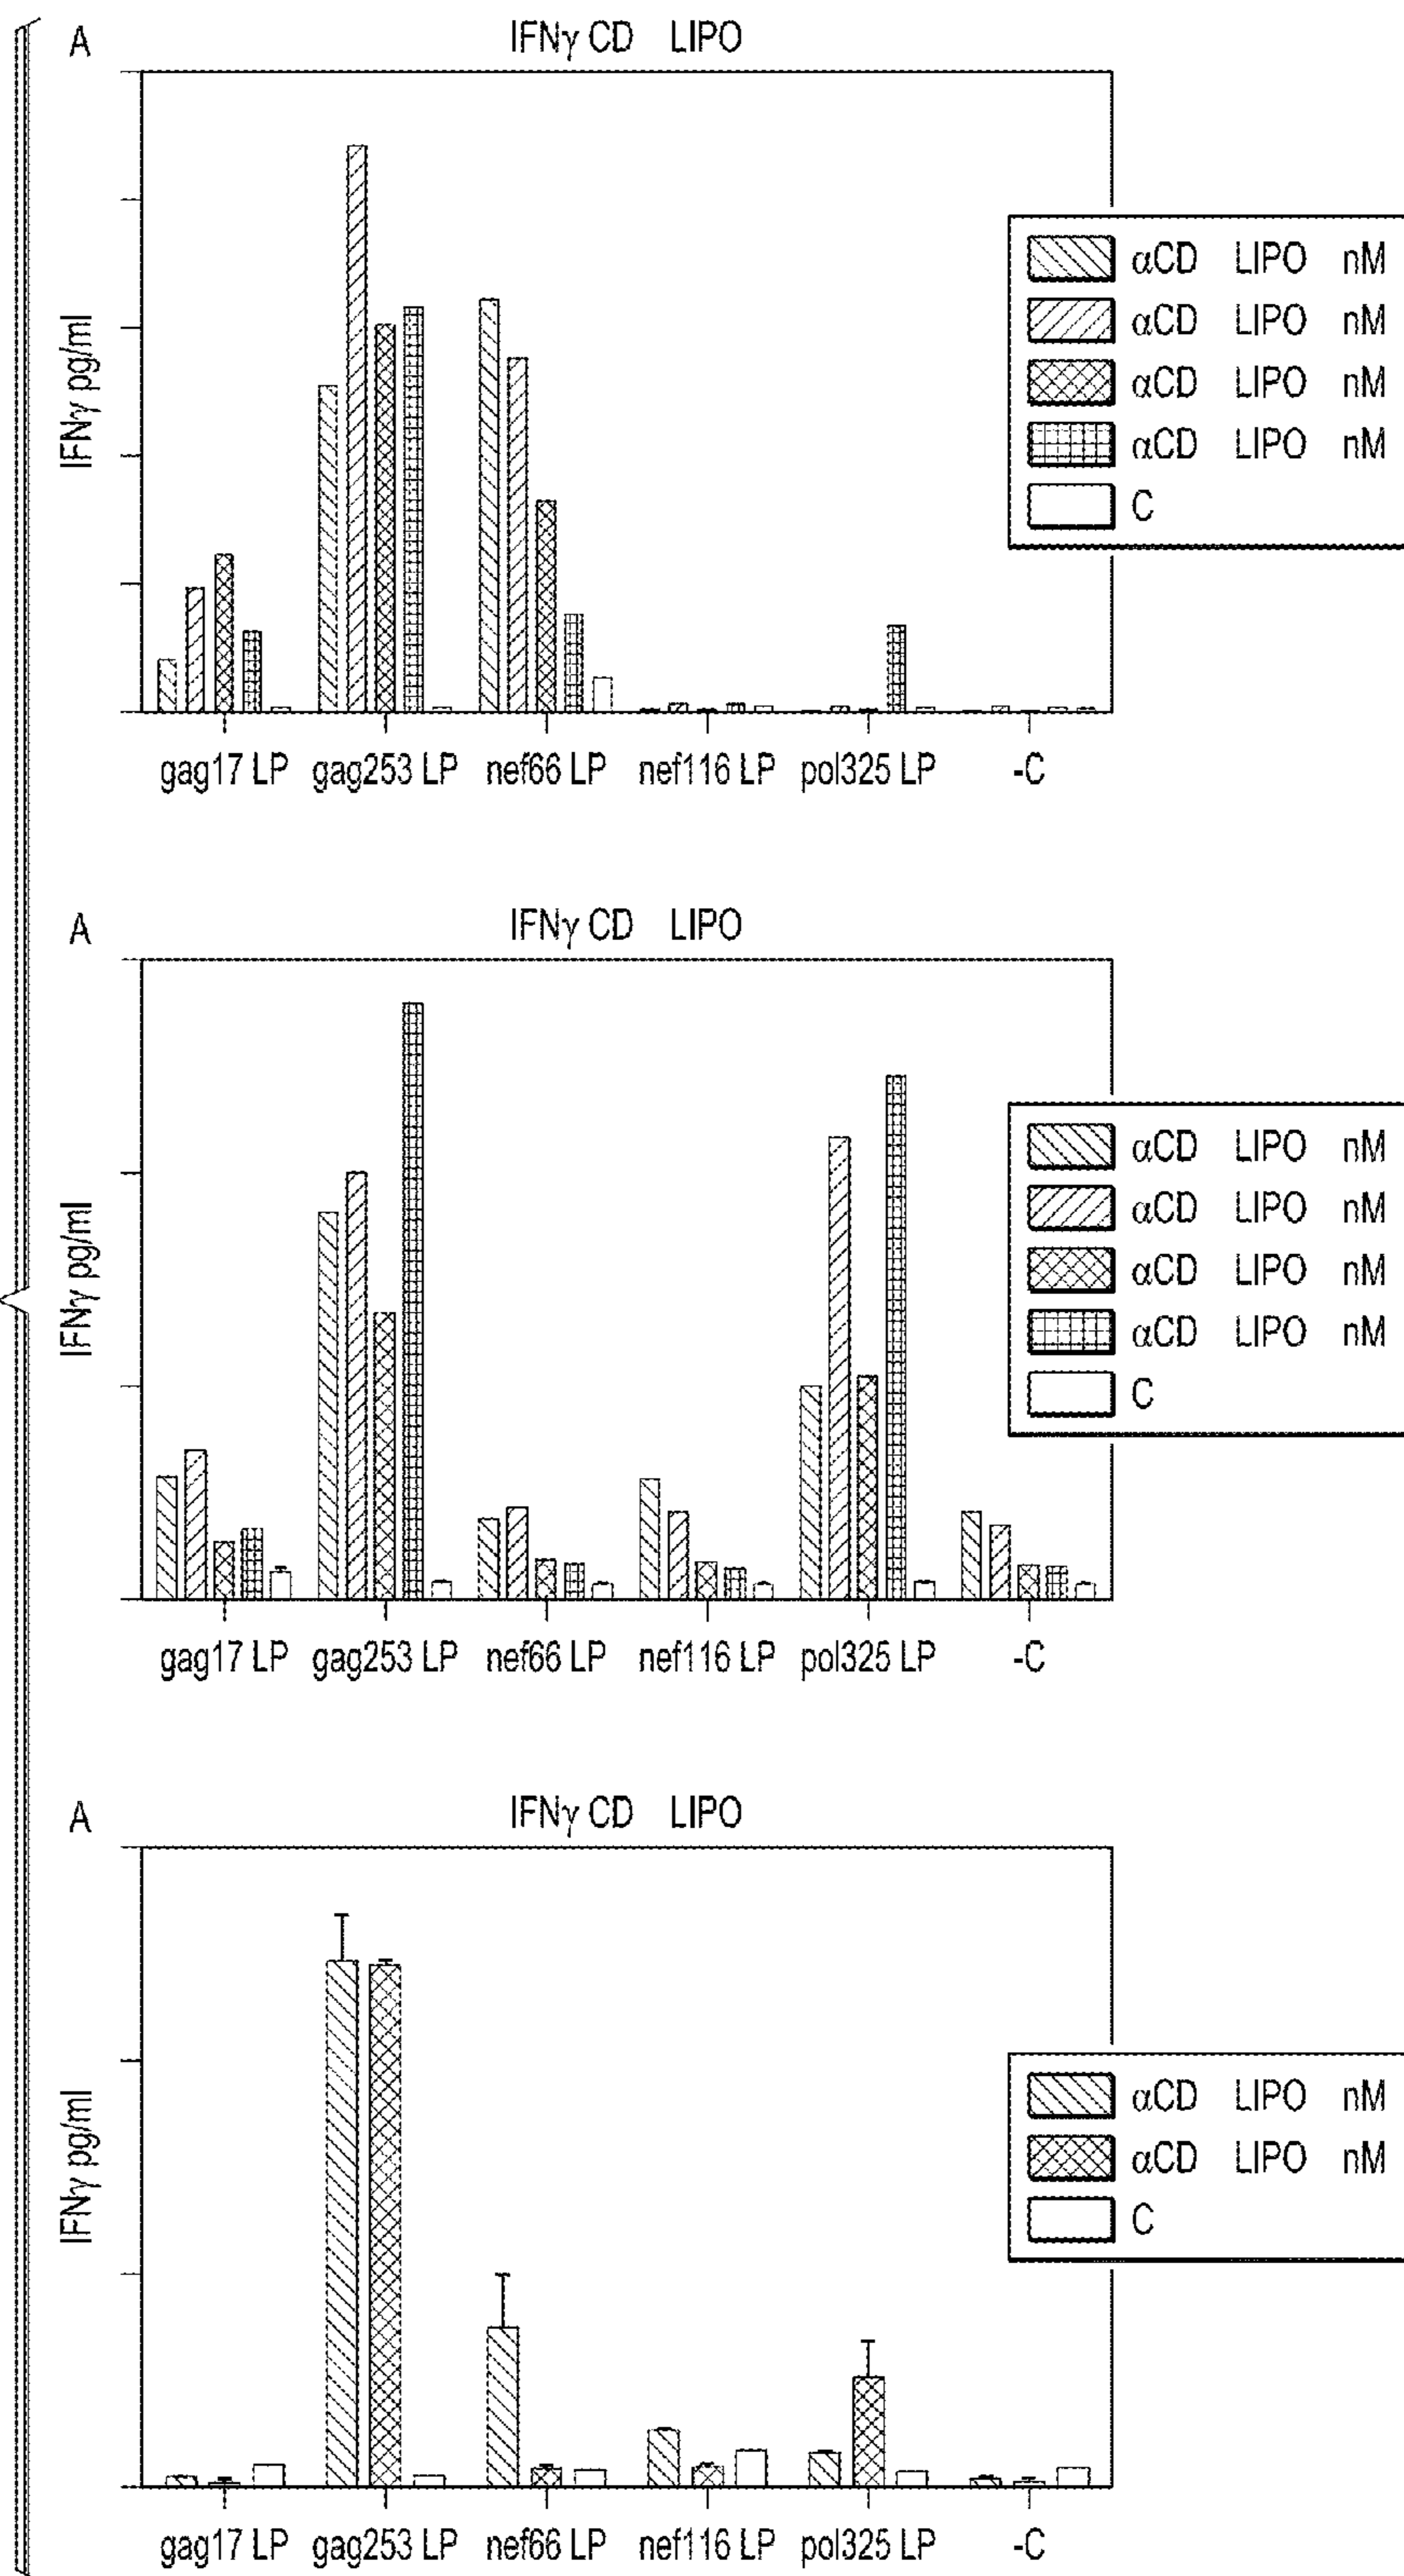 A
IFNγ CD LIPO
IFNγ pg/ml
αCD LIPO nM
αCD LIPO nM
αCD LIPO nM
αCD LIPO nM
C
gag17 LP gag253 LP nef66 LP nef116 LP pol325 LP -C
A
IFNγ CD LIPO
IFNγ pg/ml
αCD LIPO nM
αCD LIPO nM
αCD LIPO nM
αCD LIPO nM
C
gag17 LP gag253 LP nef66 LP nef116 LP pol325 LP -C
A
IFNγ CD LIPO
IFNγ pg/ml
αCD LIPO nM
αCD LIPO nM
C
gag17 LP gag253 LP nef66 LP nef116 LP pol325 LP -C